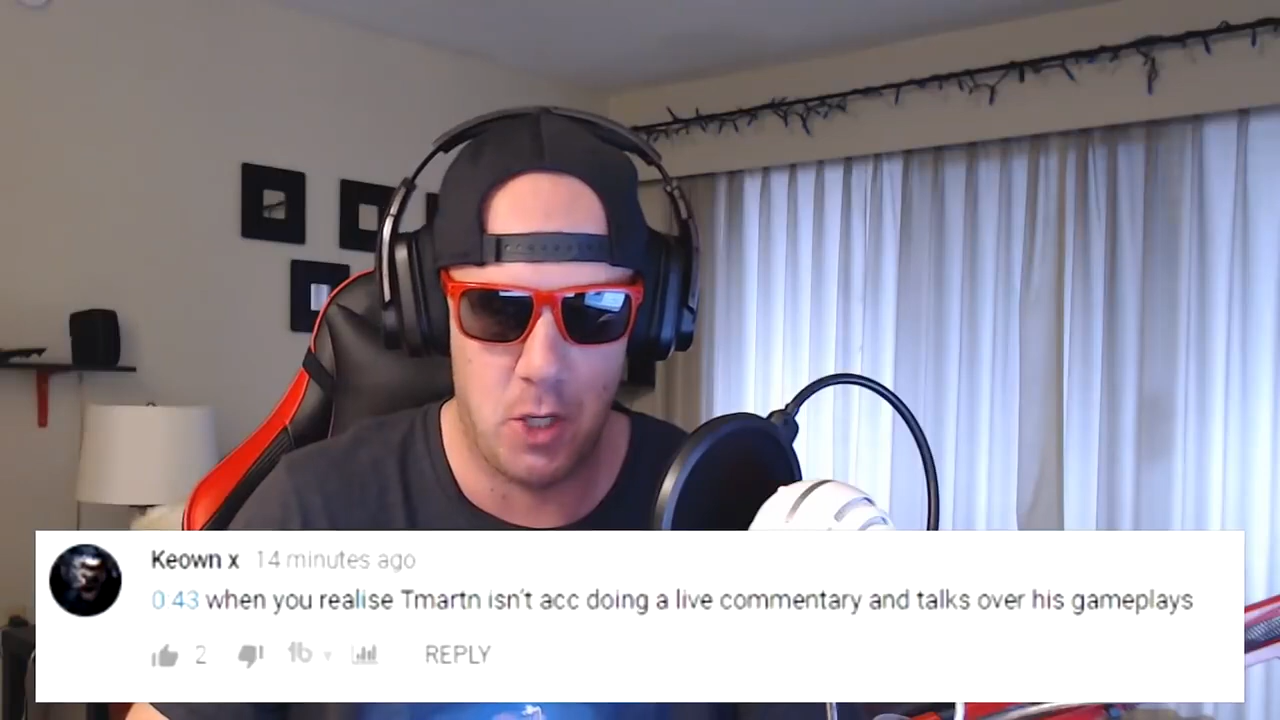 Keown x 14 minutes ago
0 43 when you realise Tmartn isn't acc doing a live commentary and talks over his gameplays
2 REPLY